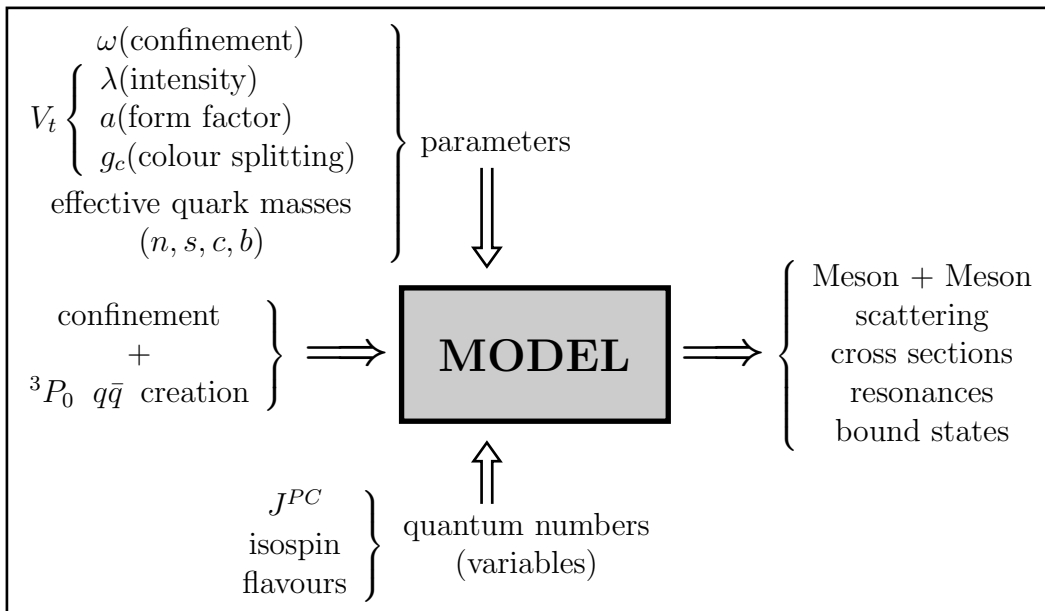 ω(confinement)
V_t { λ(intensity)
a(form factor)
g_c(colour splitting)
effective quark masses
(n, s, c, b)
parameters
confinement
+
³P₀ qq̄ creation
MODEL
Meson + Meson
scattering
cross sections
resonances
bound states
J^{PC}
isospin
flavours
quantum numbers
(variables)